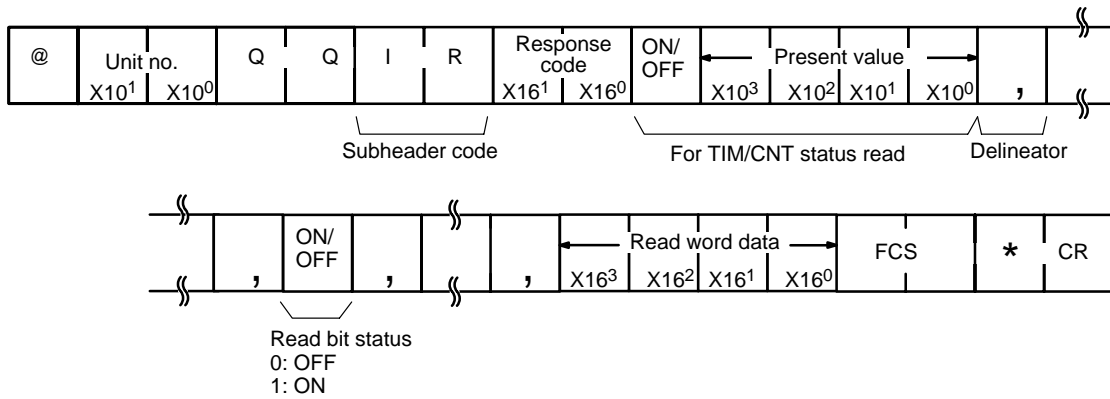 @ Unit no. Q Q I R Response code ON/OFF Present value ,
X10¹ X10⁰ X16¹ X16⁰ X10³ X10² X10¹ X10⁰
Subheader code For TIM/CNT status read Delineator
, ON/OFF , , Read word data FCS * CR
X16³ X16² X16¹ X16⁰
Read bit status
0: OFF
1: ON